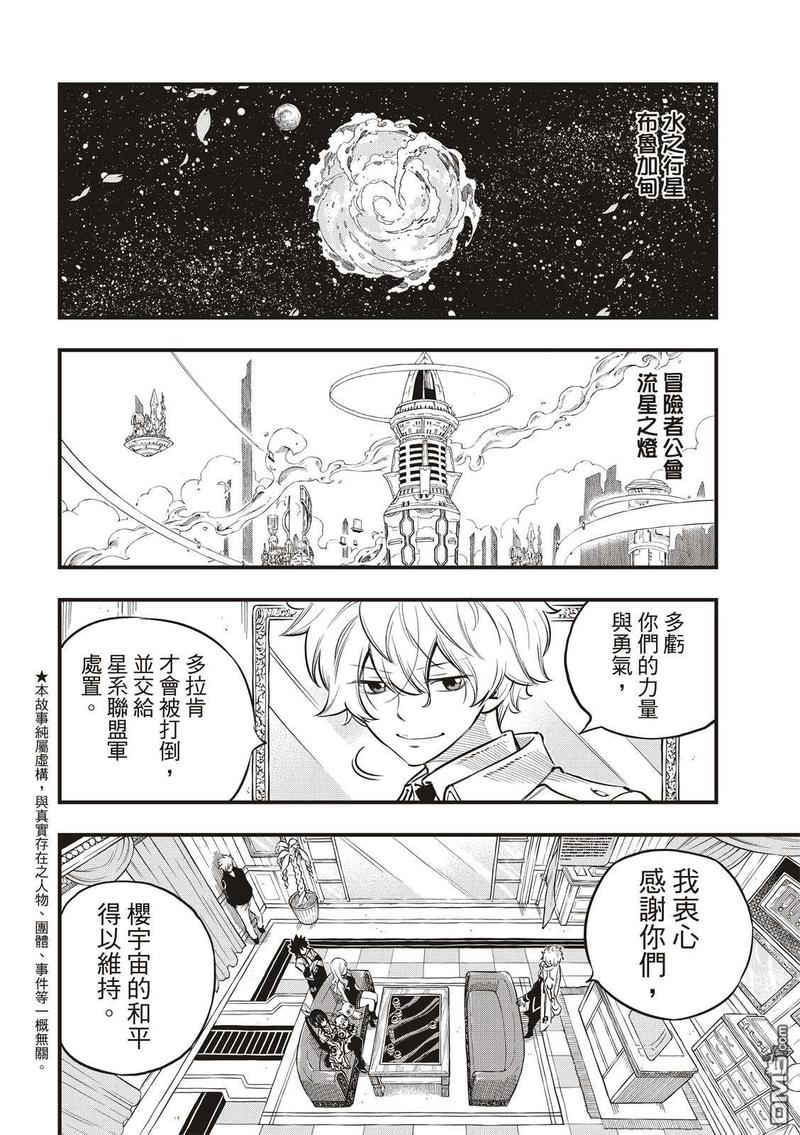 水之行星
布魯加甸
冒險者公會
流星之燈
多虧
你們的力量
與勇氣，
多拉肯
才會被打倒，
並交給
星系聯盟軍
處置。
我衷心
感謝你們，
櫻宇宙的和平
得以維持。
★本故事純屬虛構，與真實存在之人物、團體、事件等一概無關。